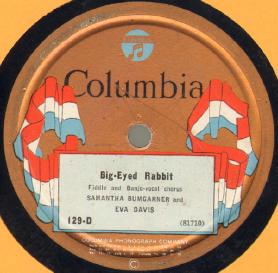 Columbia
Big-Eyed Rabbit
Fiddle and Banjo-vocal chorus
SAMANTHA BUMGARNER and
EVA DAVIS
129-D (81710)
COLUMBIA PHONOGRAPH COMPANY